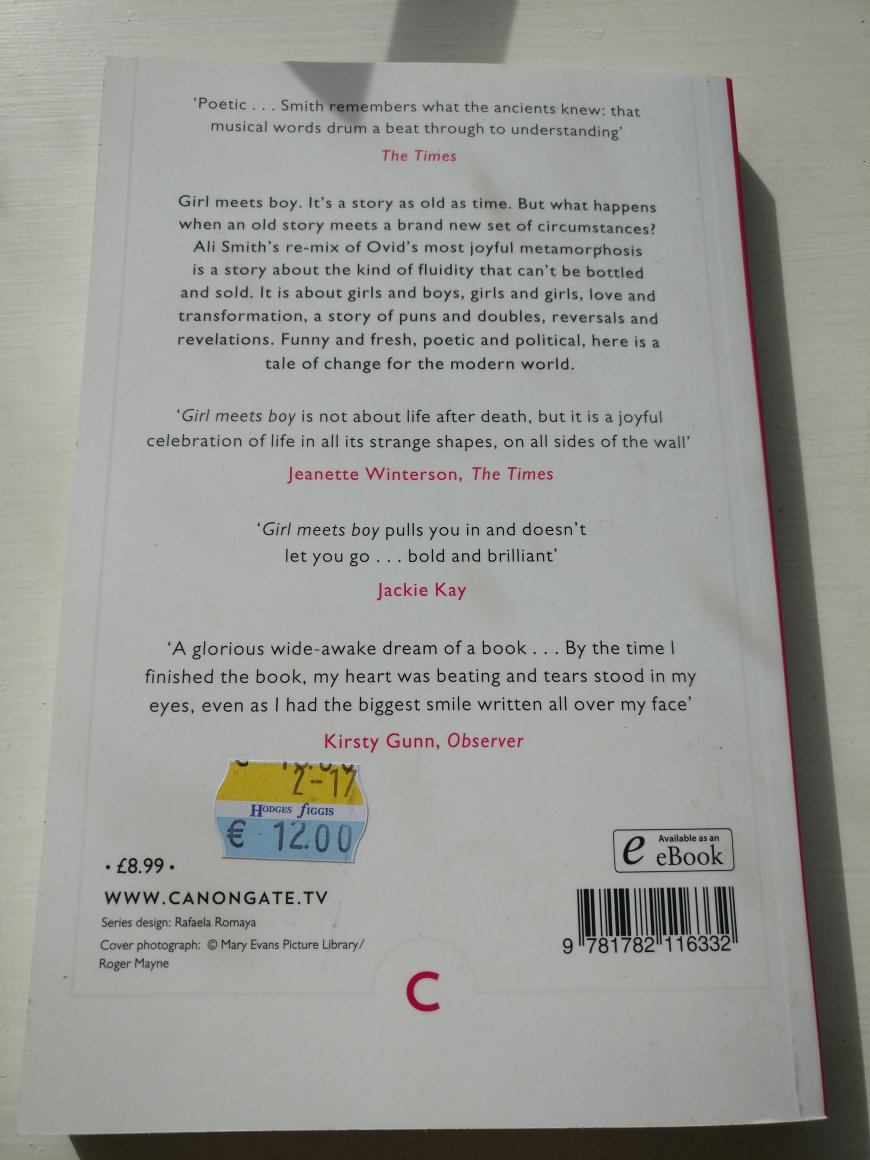 ‘Poetic . . . Smith remembers what the ancients knew: that
musical words drum a beat through to understanding’
The Times
Girl meets boy. It’s a story as old as time. But what happens
when an old story meets a brand new set of circumstances?
Ali Smith’s re-mix of Ovid’s most joyful metamorphosis
is a story about the kind of fluidity that can’t be bottled
and sold. It is about girls and boys, girls and girls, love and
transformation, a story of puns and doubles, reversals and
revelations. Funny and fresh, poetic and political, here is a
tale of change for the modern world.
‘Girl meets boy is not about life after death, but it is a joyful
celebration of life in all its strange shapes, on all sides of the wall’
Jeanette Winterson, The Times
‘Girl meets boy pulls you in and doesn’t
let you go . . . bold and brilliant’
Jackie Kay
‘A glorious wide-awake dream of a book . . . By the time I
finished the book, my heart was beating and tears stood in my
eyes, even as I had the biggest smile written all over my face’
Kirsty Gunn, Observer
2-17
HODGES FIGGIS
€ 12.00
• £8.99 •
WWW.CANONGATE.TV
Series design: Rafaela Romaya
Cover photograph: © Mary Evans Picture Library/
Roger Mayne
e Available as an
eBook
9 781782 116332
C